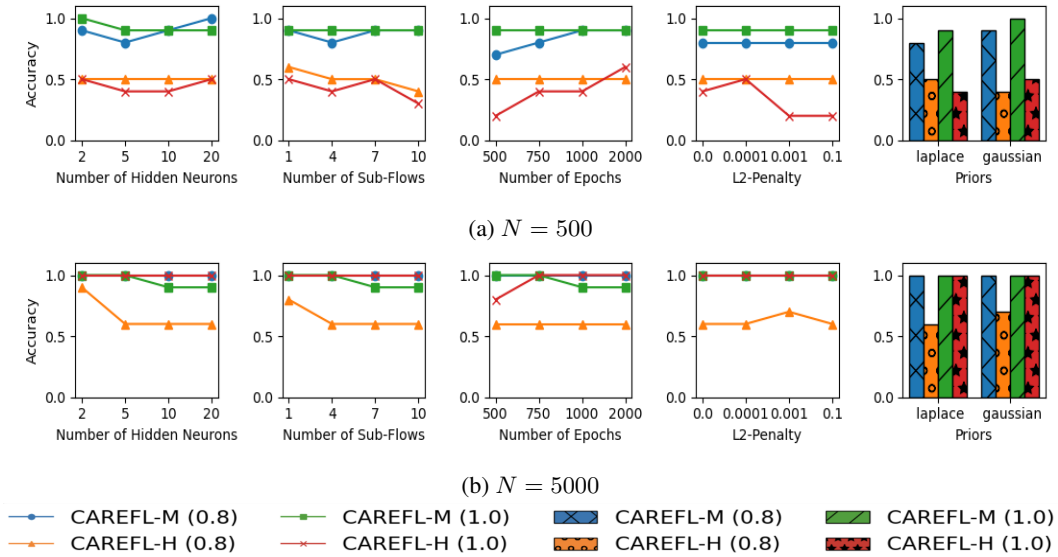 1.0
0.5
0.0
Accuracy
2 5 10 20
Number of Hidden Neurons
1.0
0.5
0.0
1 4 7 10
Number of Sub-Flows
1.0
0.5
0.0
500 750 1000 2000
Number of Epochs
1.0
0.5
0.0
0.0 0.0001 0.001 0.1
L2-Penalty
1.0
0.5
0.0
laplace gaussian
Priors
(a) N = 500
1.0
0.5
0.0
Accuracy
2 5 10 20
Number of Hidden Neurons
1.0
0.5
0.0
1 4 7 10
Number of Sub-Flows
1.0
0.5
0.0
500 750 1000 2000
Number of Epochs
1.0
0.5
0.0
0.0 0.0001 0.001 0.1
L2-Penalty
1.0
0.5
0.0
laplace gaussian
Priors
(b) N = 5000
CAREFL-M (0.8) CAREFL-M (1.0) CAREFL-M (0.8) CAREFL-M (1.0)
CAREFL-H (0.8) CAREFL-H (1.0) CAREFL-H (0.8) CAREFL-H (1.0)